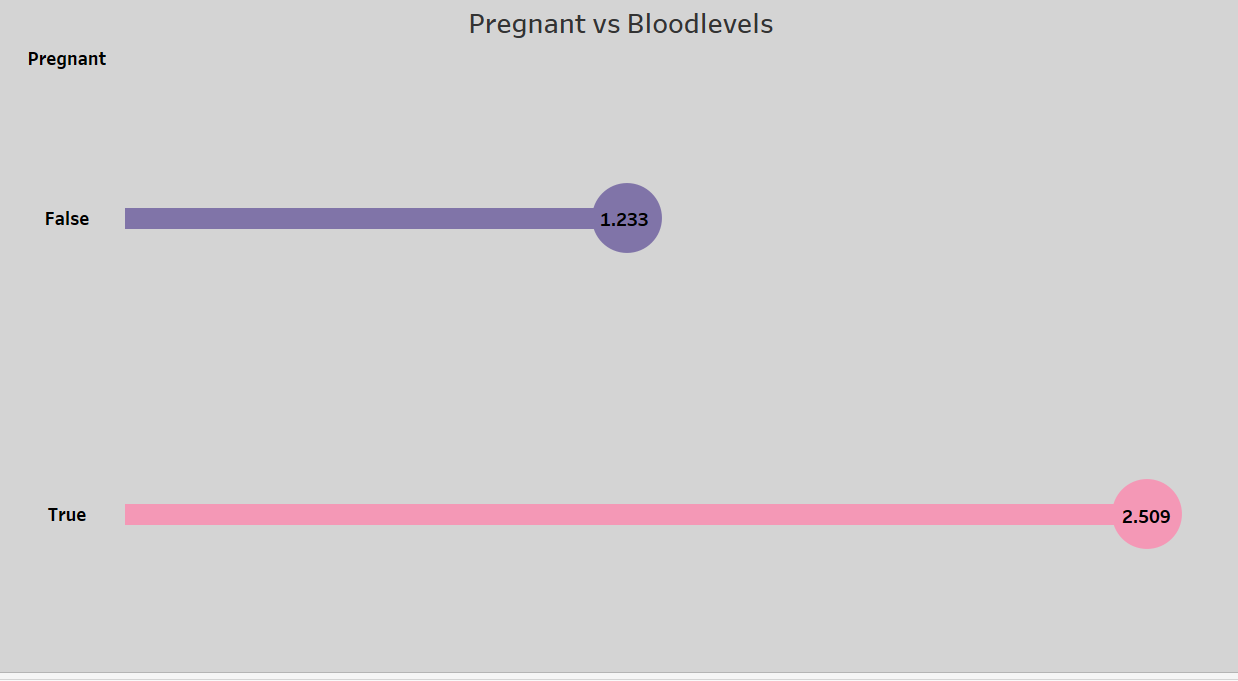 Pregnant vs Bloodlevels
Pregnant
False
1.233
True
2.509